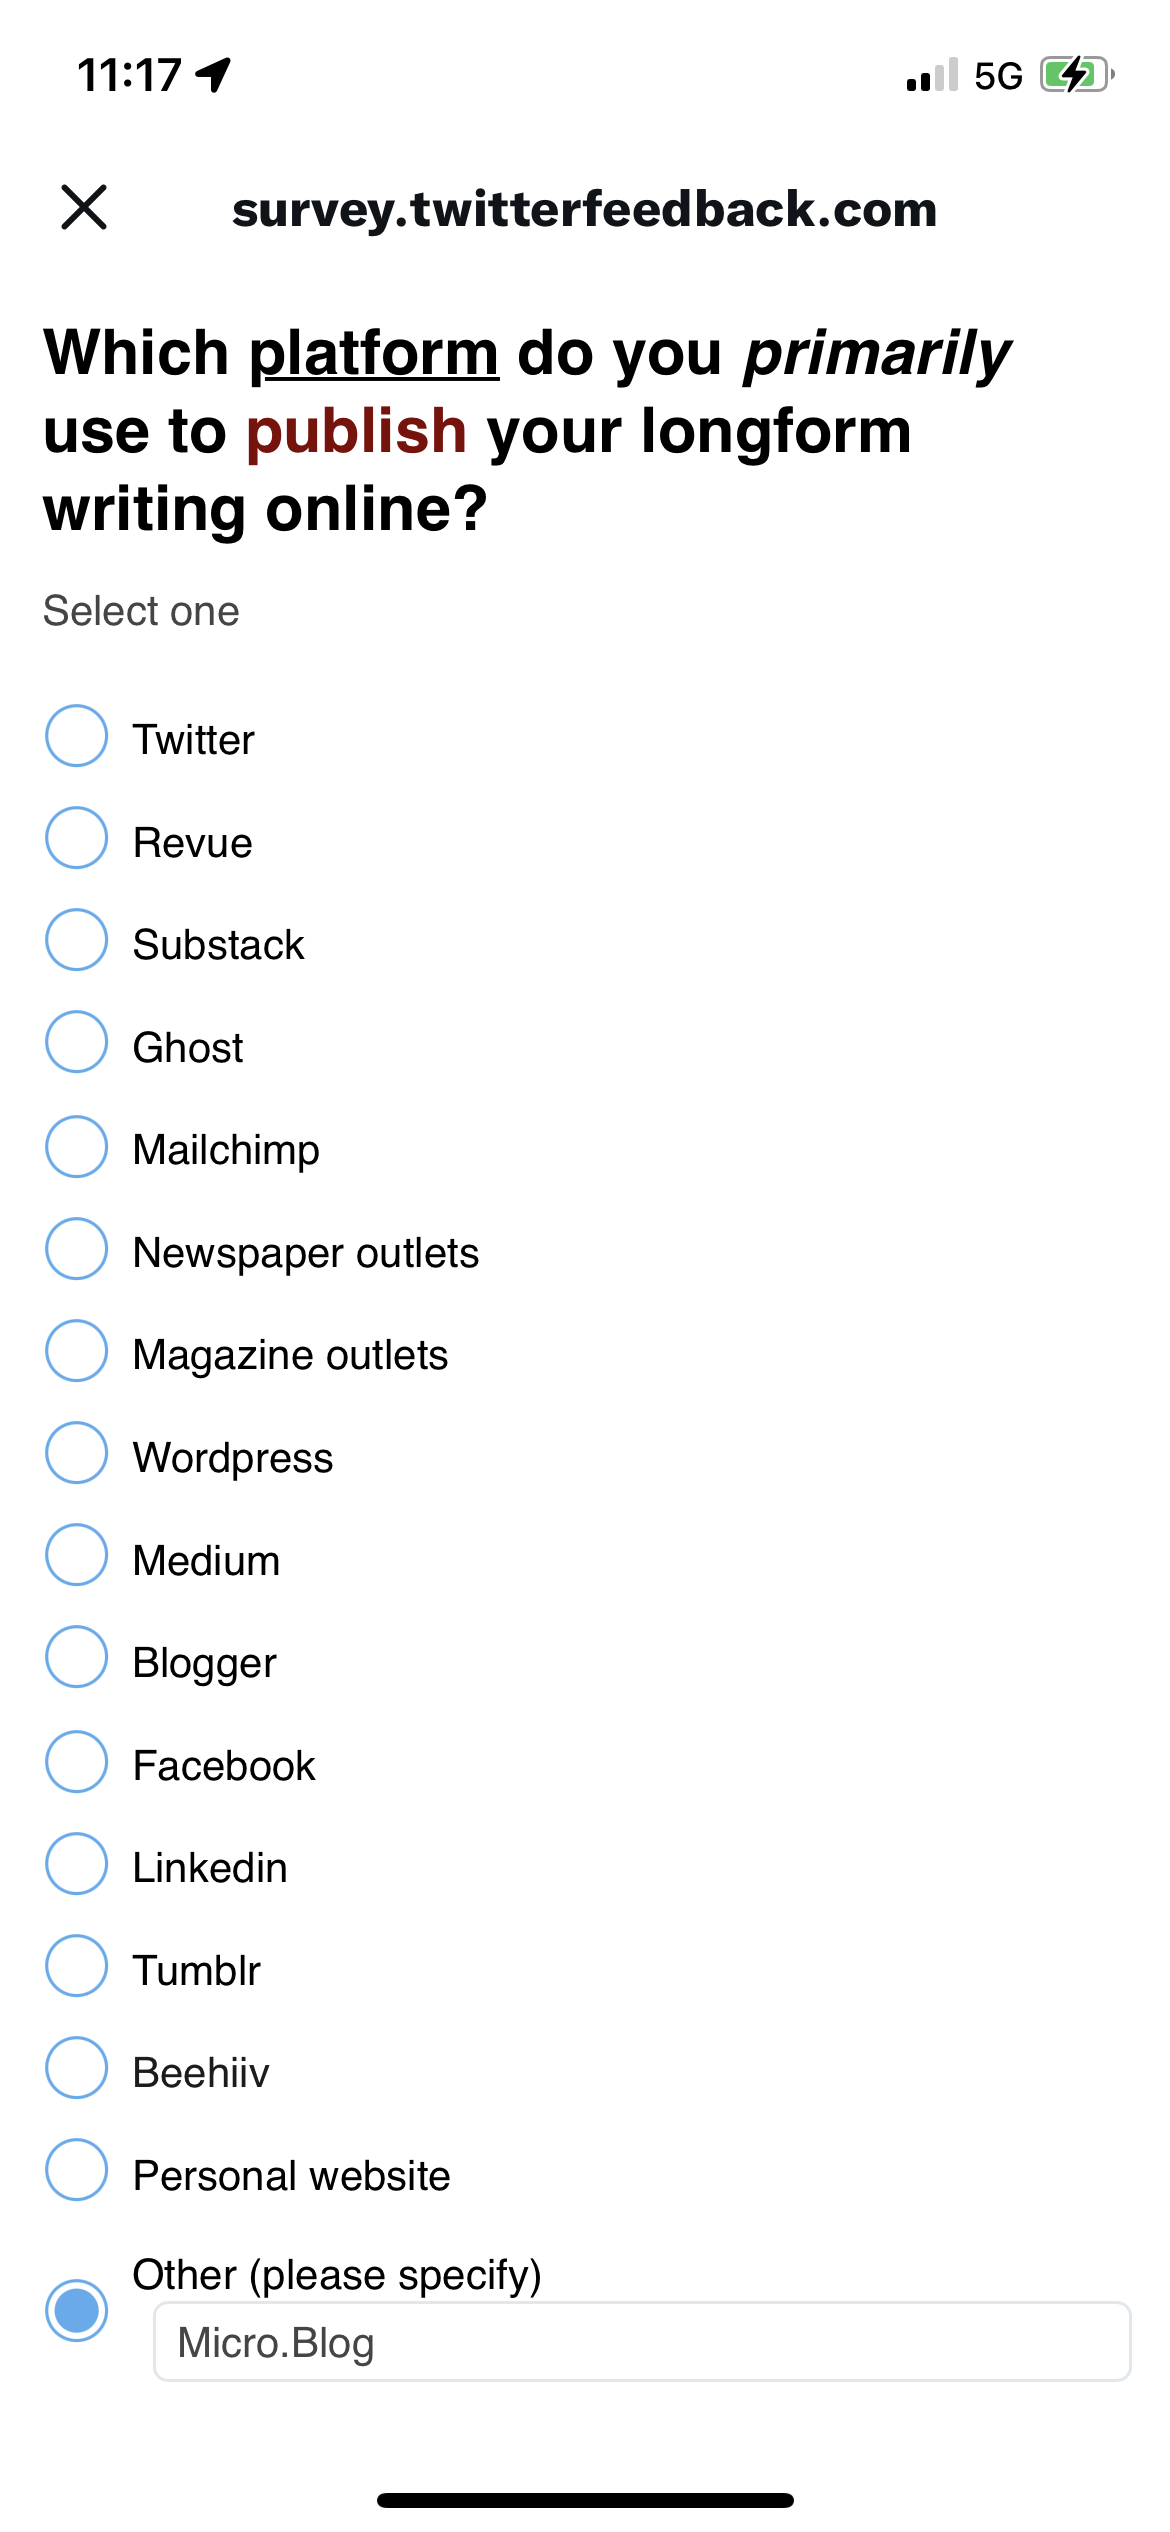 11:17
5G
survey.twitterfeedback.com
Which platform do you primarily
use to publish your longform
writing online?
Select one
Twitter
Revue
Substack
Ghost
Mailchimp
Newspaper outlets
Magazine outlets
Wordpress
Medium
Blogger
Facebook
Linkedin
Tumblr
Beehiiv
Personal website
Other (please specify)
Micro.Blog